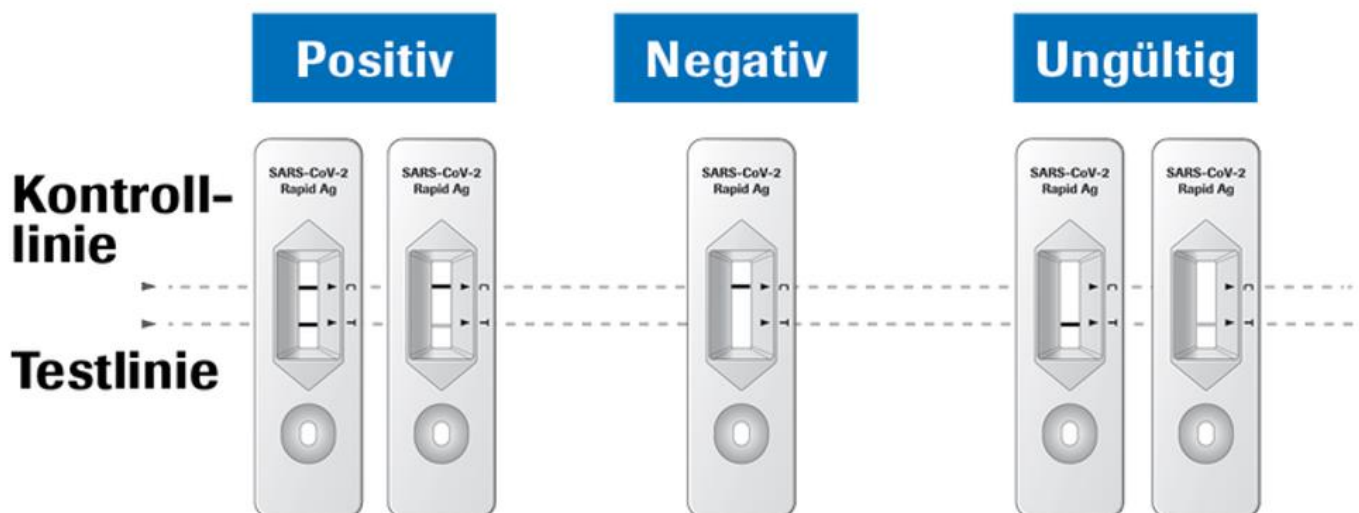 Positiv
Negativ
Ungültig
SARS-CoV-2
Rapid Ag
SARS-CoV-2
Rapid Ag
SARS-CoV-2
Rapid Ag
SARS-CoV-2
Rapid Ag
SARS-CoV-2
Rapid Ag
Kontroll-
linie
C
C
C
C
C
T
T
T
T
T
Testlinie